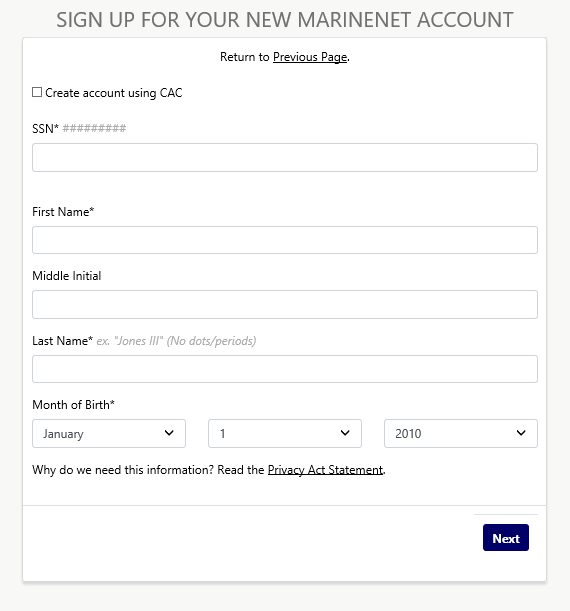 SIGN UP FOR YOUR NEW MARINENET ACCOUNT
Return to Previous Page.
Create account using CAC
SSN* #########
First Name*
Middle Initial
Last Name* ex. "Jones III" (No dots/periods)
Month of Birth*
January 1 2010
Why do we need this information? Read the Privacy Act Statement.
Next